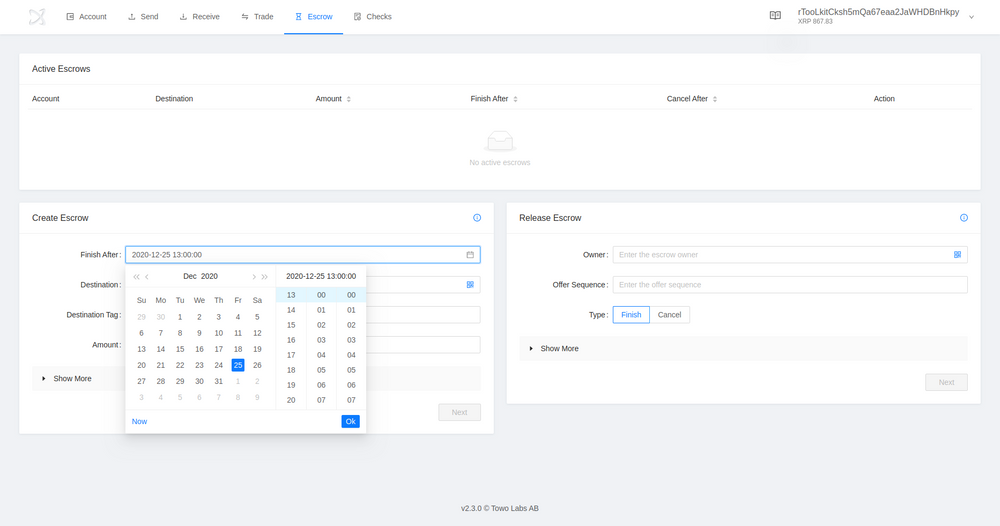 Account Send Receive Trade Escrow Checks
rTooLkitCksh5mQa67eaa2JaWHDBnHkpy
XRP 867.83
Active Escrows
Account Destination Amount Finish After Cancel After Action
No active escrows
Create Escrow
Finish After: 2020-12-25 13:00:00
Destination:
Destination Tag:
Amount:
Show More
Next
Dec 2020
Su Mo Tu We Th Fr Sa
29 30 1 2 3 4 5
6 7 8 9 10 11 12
13 14 15 16 17 18 19
20 21 22 23 24 25 26
27 28 29 30 31 1 2
3 4 5 6 7 8 9
2020-12-25 13:00:00
13 00 00
14 01 01
15 02 02
16 03 03
17 04 04
18 05 05
19 06 06
20 07 07
Now Ok
Release Escrow
Owner: Enter the escrow owner
Offer Sequence: Enter the offer sequence
Type: Finish Cancel
Show More
Next
v2.3.0 © Towo Labs AB